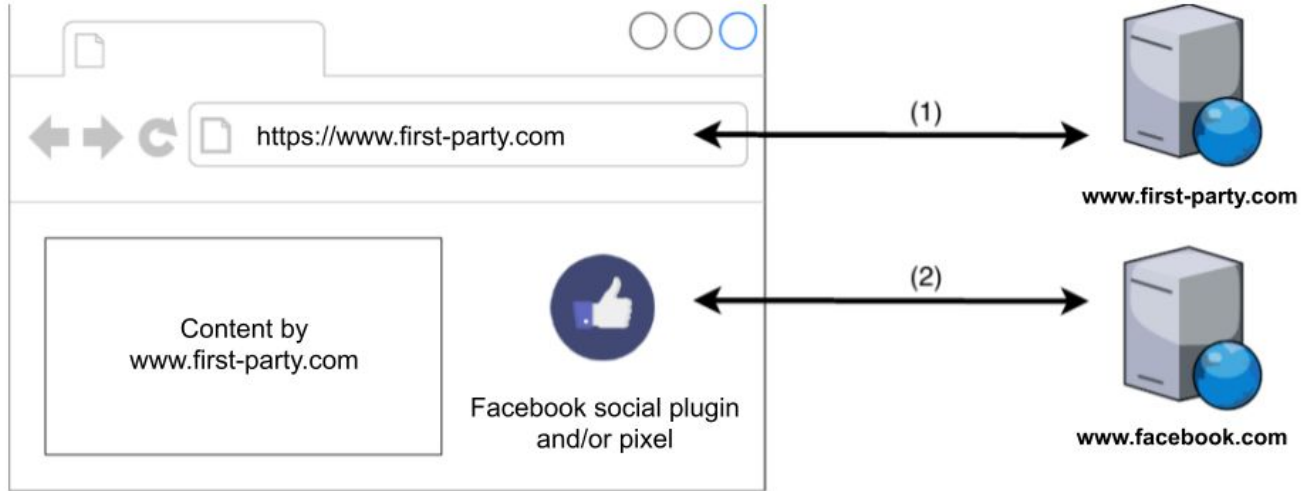 (1)
https://www.first-party.com
www.first-party.com
(2)
Content by
www.first-party.com
Facebook social plugin
and/or pixel
www.facebook.com